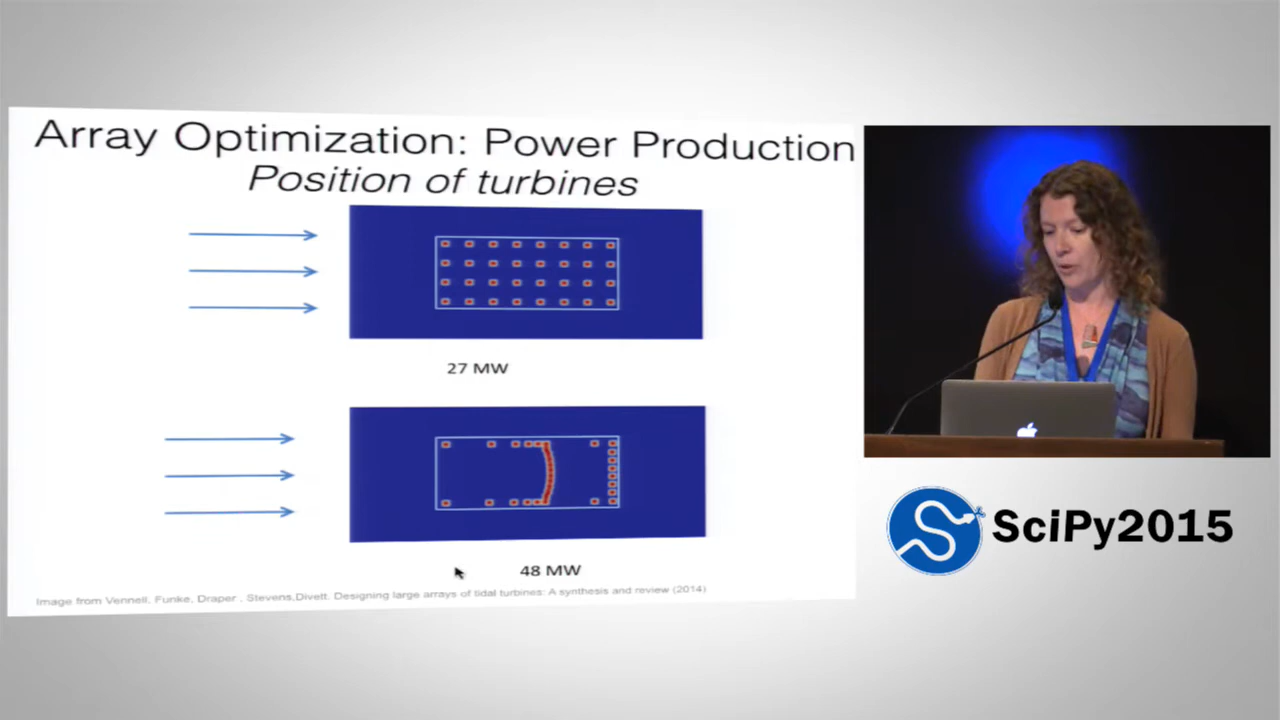 Array Optimization: Power Production
Position of turbines
27 MW
48 MW
Image from Vennell, Funke, Draper , Stevens,Divett. Designing large arrays of tidal turbines: A synthesis and review (2014)
SciPy2015